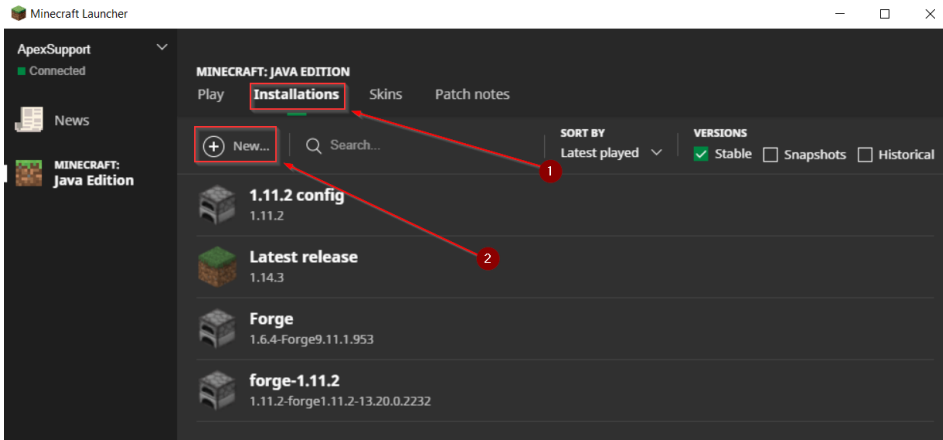 Minecraft Launcher
ApexSupport
Connected
News
MINECRAFT:
Java Edition
MINECRAFT: JAVA EDITION
Play Installations Skins Patch notes
New... Search...
SORT BY
Latest played
VERSIONS
Stable Snapshots Historical
1
2
1.11.2 config
1.11.2
Latest release
1.14.3
Forge
1.6.4-Forge9.11.1.953
forge-1.11.2
1.11.2-forge1.11.2-13.20.0.2232